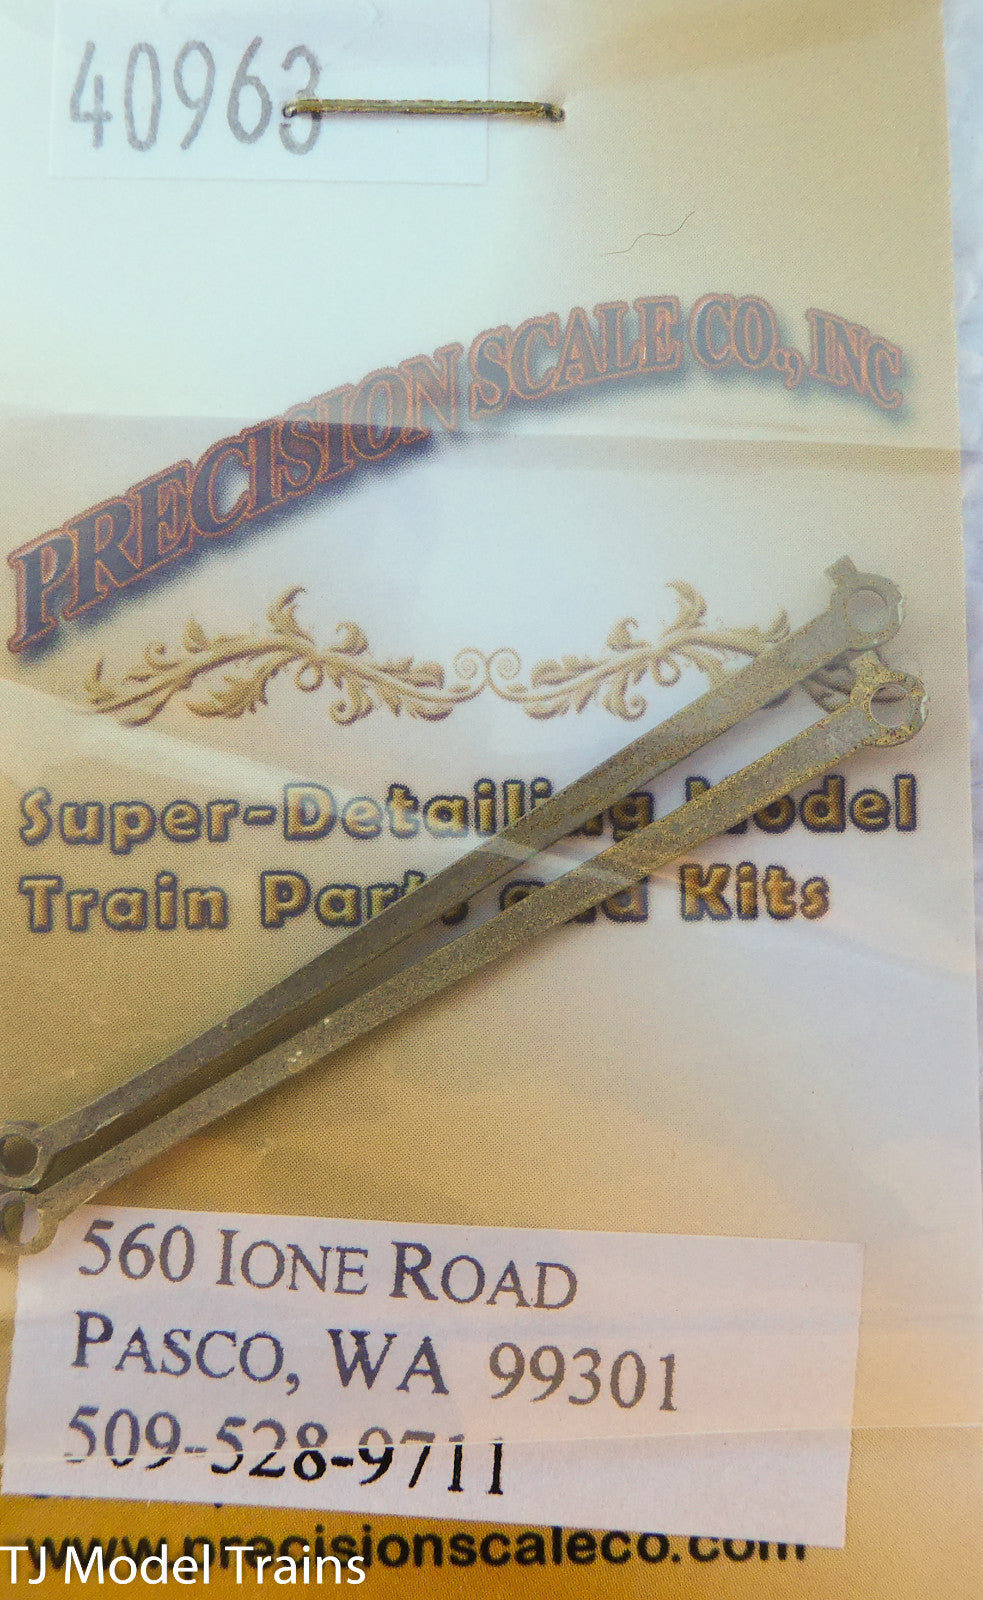 40963
PRECISION SCALE CO., INC
Super-Detailing Model
Train Parts and Kits
560 IONE ROAD
PASCO, WA 99301
509-528-9711
www.precisionscaleco.com
TJ Model Trains